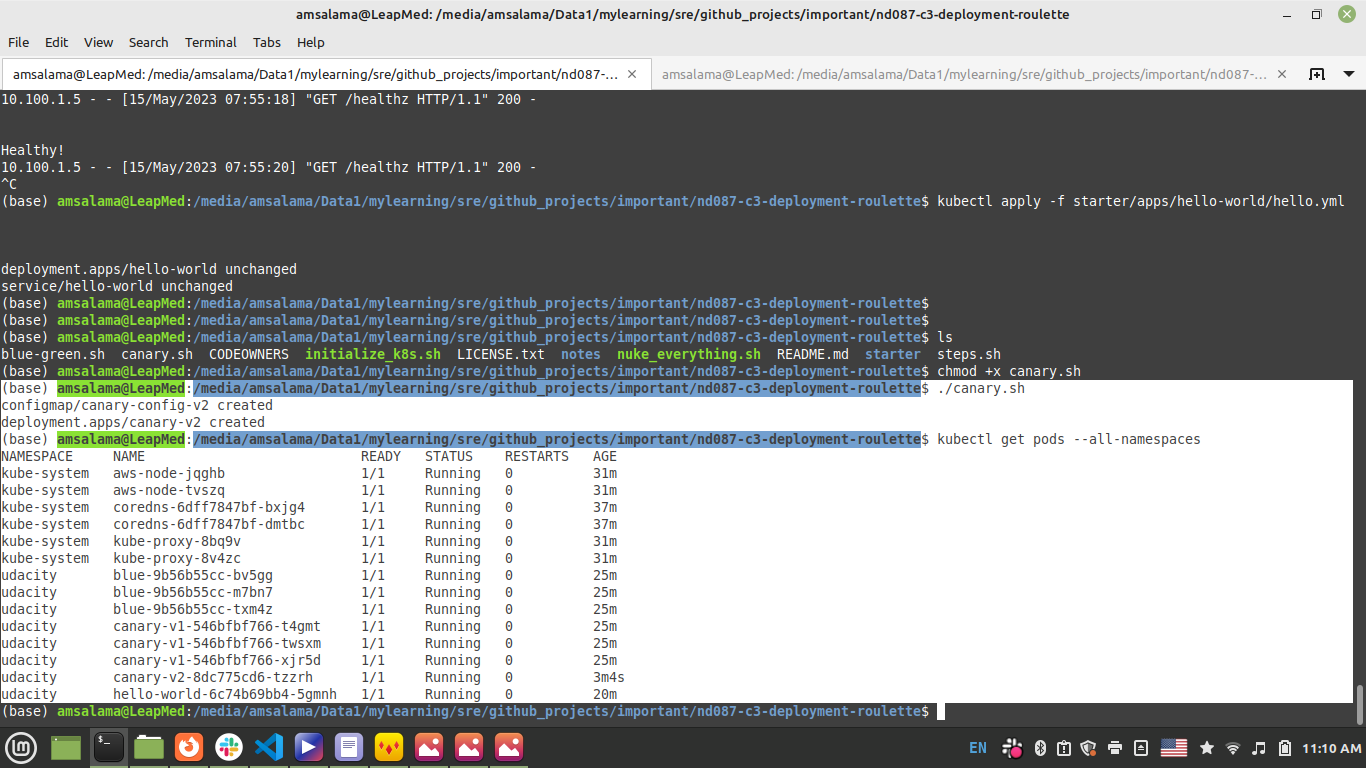 amsalama@LeapMed: /media/amsalama/Data1/mylearning/sre/github_projects/important/nd087-c3-deployment-roulette
File Edit View Search Terminal Tabs Help
amsalama@LeapMed: /media/amsalama/Data1/mylearning/sre/github_projects/important/nd087-... × amsalama@LeapMed: /media/amsalama/Data1/mylearning/sre/github_projects/important/nd087-... ×
10.100.1.5 - - [15/May/2023 07:55:18] "GET /healthz HTTP/1.1" 200 -
Healthy!
10.100.1.5 - - [15/May/2023 07:55:20] "GET /healthz HTTP/1.1" 200 -
^C
(base) amsalama@LeapMed:/media/amsalama/Data1/mylearning/sre/github_projects/important/nd087-c3-deployment-roulette$ kubectl apply -f starter/apps/hello-world/hello.yml
deployment.apps/hello-world unchanged
service/hello-world unchanged
(base) amsalama@LeapMed:/media/amsalama/Data1/mylearning/sre/github_projects/important/nd087-c3-deployment-roulette$
(base) amsalama@LeapMed:/media/amsalama/Data1/mylearning/sre/github_projects/important/nd087-c3-deployment-roulette$
(base) amsalama@LeapMed:/media/amsalama/Data1/mylearning/sre/github_projects/important/nd087-c3-deployment-roulette$ ls
blue-green.sh canary.sh CODEOWNERS initialize_k8s.sh LICENSE.txt notes nuke_everything.sh README.md starter steps.sh
(base) amsalama@LeapMed:/media/amsalama/Data1/mylearning/sre/github_projects/important/nd087-c3-deployment-roulette$ chmod +x canary.sh
(base) amsalama@LeapMed:/media/amsalama/Data1/mylearning/sre/github_projects/important/nd087-c3-deployment-roulette$ ./canary.sh
configmap/canary-config-v2 created
deployment.apps/canary-v2 created
(base) amsalama@LeapMed:/media/amsalama/Data1/mylearning/sre/github_projects/important/nd087-c3-deployment-roulette$ kubectl get pods --all-namespaces
NAMESPACE NAME READY STATUS RESTARTS AGE
kube-system aws-node-jqghb 1/1 Running 0 31m
kube-system aws-node-tvszq 1/1 Running 0 31m
kube-system coredns-6dff7847bf-bxjg4 1/1 Running 0 37m
kube-system coredns-6dff7847bf-dmtbc 1/1 Running 0 37m
kube-system kube-proxy-8bq9v 1/1 Running 0 31m
kube-system kube-proxy-8v4zc 1/1 Running 0 31m
udacity blue-9b56b55cc-bv5gg 1/1 Running 0 25m
udacity blue-9b56b55cc-m7bn7 1/1 Running 0 25m
udacity blue-9b56b55cc-txm4z 1/1 Running 0 25m
udacity canary-v1-546bfbf766-t4gmt 1/1 Running 0 25m
udacity canary-v1-546bfbf766-twsxm 1/1 Running 0 25m
udacity canary-v1-546bfbf766-xjr5d 1/1 Running 0 25m
udacity canary-v2-8dc775cd6-tzzrh 1/1 Running 0 3m4s
udacity hello-world-6c74b69bb4-5gmnh 1/1 Running 0 20m
(base) amsalama@LeapMed:/media/amsalama/Data1/mylearning/sre/github_projects/important/nd087-c3-deployment-roulette$
EN 11:10 AM